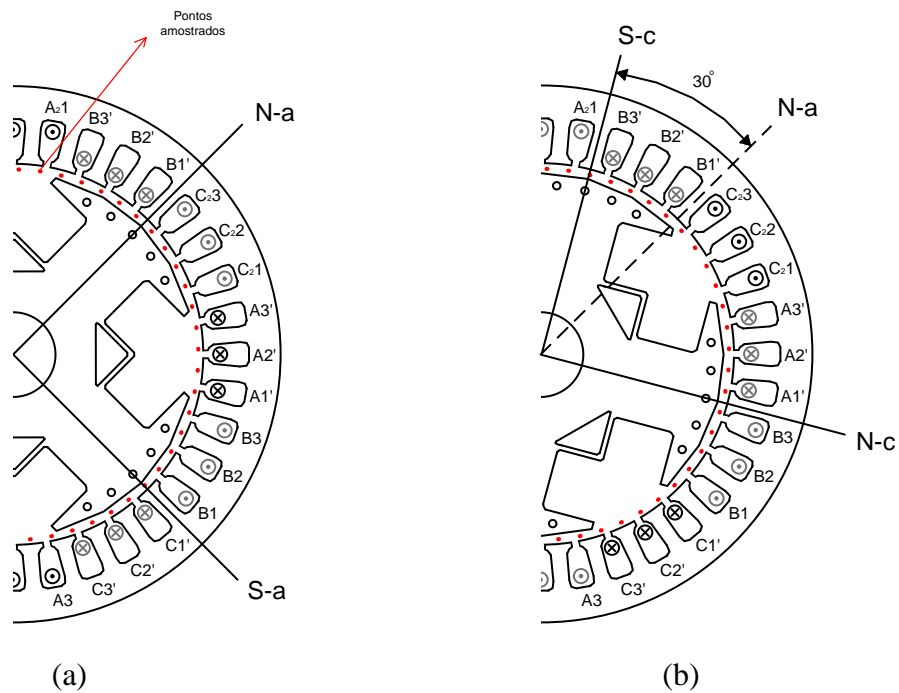 Pontos
amostrados
N-a
A21
B3'
B2'
B1'
C23
C22
C21
A3'
A2'
A1'
B3
B2
B1
C1'
C2'
C3'
A3
S-a
(a)
S-c
30°
N-a
A21
B3'
B2'
B1'
C23
C22
C21
A3'
A2'
A1'
N-c
B3
B2
B1
C1'
C2'
C3'
A3
(b)